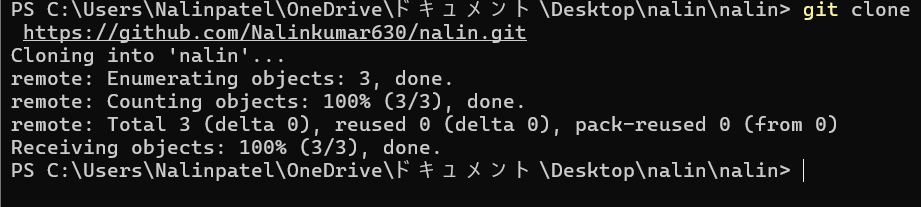 PS C:\Users\Nalinpatel\OneDrive\ドキュメント\Desktop\nalin\nalin> git clone
https://github.com/Nalinkumar630/nalin.git
Cloning into 'nalin'...
remote: Enumerating objects: 3, done.
remote: Counting objects: 100% (3/3), done.
remote: Total 3 (delta 0), reused 0 (delta 0), pack-reused 0 (from 0)
Receiving objects: 100% (3/3), done.
PS C:\Users\Nalinpatel\OneDrive\ドキュメント\Desktop\nalin\nalin>